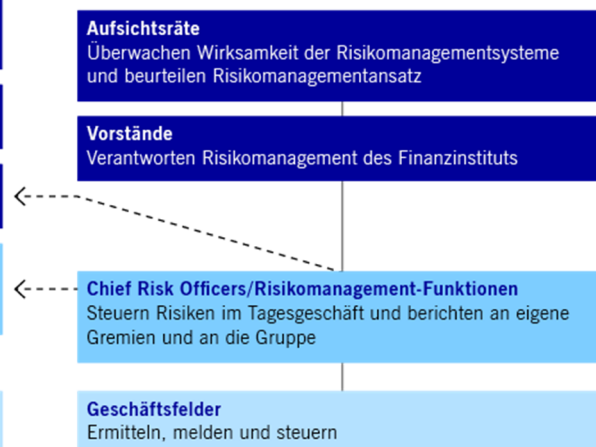 Aufsichtsräte
Überwachen Wirksamkeit der Risikomanagementsysteme
und beurteilen Risikomanagementansatz
Vorstände
Verantworten Risikomanagement des Finanzinstituts
Chief Risk Officers/Risikomanagement-Funktionen
Steuern Risiken im Tagesgeschäft und berichten an eigene
Gremien und an die Gruppe
Geschäftsfelder
Ermitteln, melden und steuern